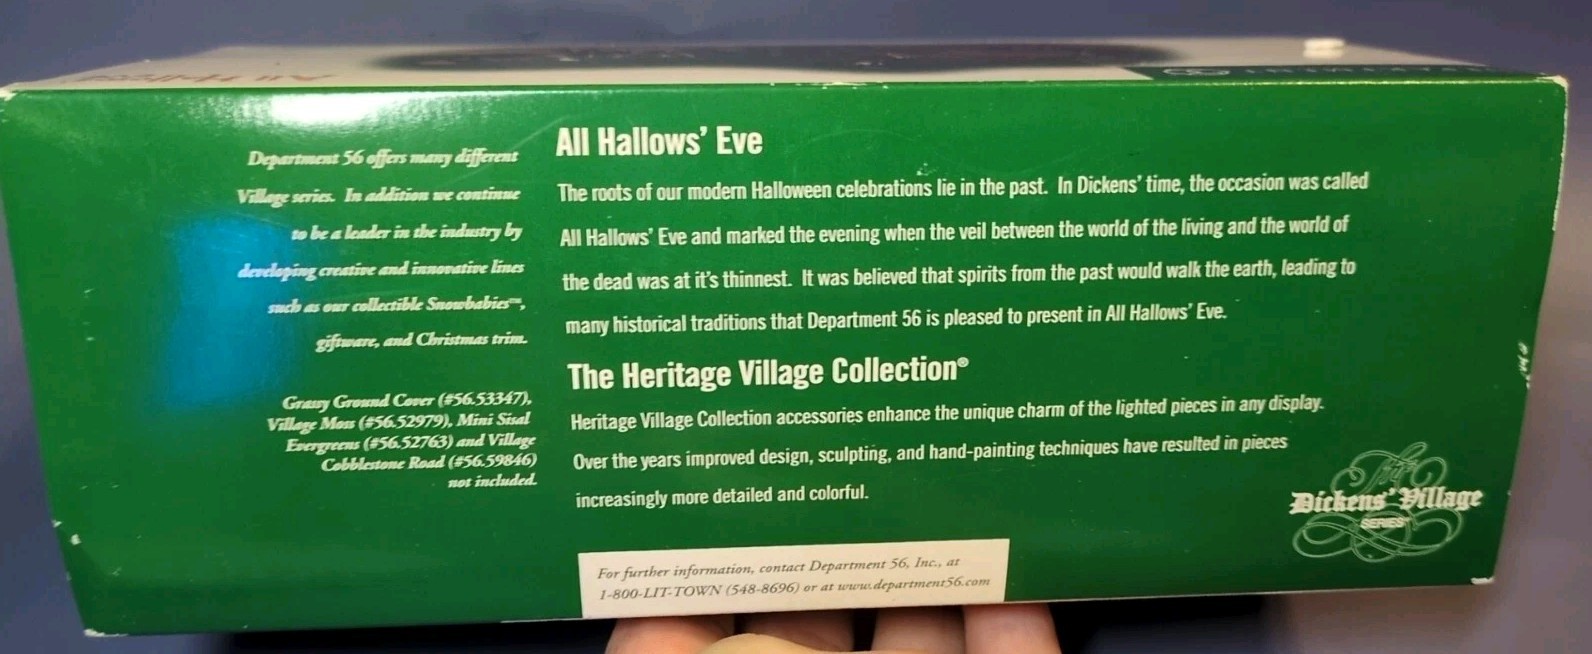 Department 56 offers many different
Village series. In addition we continue
to be a leader in the industry by
developing creative and innovative lines
such as our collectible Snowbabies™,
giftware, and Christmas trim.
Grassy Ground Cover (#56.53347),
Village Moss (#56.52979), Mini Sisal
Evergreens (#56.52763) and Village
Cobblestone Road (#56.59846)
not included.
All Hallows' Eve
The roots of our modern Halloween celebrations lie in the past. In Dickens' time, the occasion was called
All Hallows' Eve and marked the evening when the veil between the world of the living and the world of
the dead was at it's thinnest. It was believed that spirits from the past would walk the earth, leading to
many historical traditions that Department 56 is pleased to present in All Hallows' Eve.
The Heritage Village Collection®
Heritage Village Collection accessories enhance the unique charm of the lighted pieces in any display.
Over the years improved design, sculpting, and hand-painting techniques have resulted in pieces
increasingly more detailed and colorful.
Dickens' Village
SERIES®
For further information, contact Department 56, Inc., at
1-800-LIT-TOWN (548-8696) or at www.department56.com